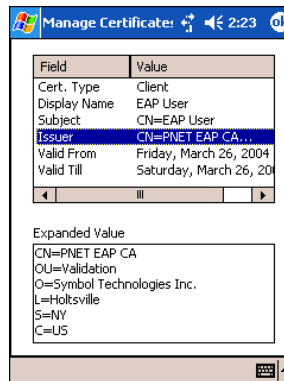 Manage Certificates 2:23 ok
Field Value
Cert. Type Client
Display Name EAP User
Subject CN=EAP User
Issuer CN=PNET EAP CA...
Valid From Friday, March 26, 2004
Valid Till Saturday, March 26, 20
Expanded Value
CN=PNET EAP CA
OU=Validation
O=Symbol Technologies Inc.
L=Holtsville
S=NY
C=US